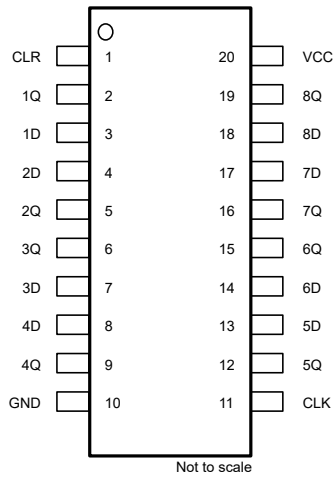 CLR 1 20 VCC
1Q 2 19 8Q
1D 3 18 8D
2D 4 17 7D
2Q 5 16 7Q
3Q 6 15 6Q
3D 7 14 6D
4D 8 13 5D
4Q 9 12 5Q
GND 10 11 CLK
Not to scale